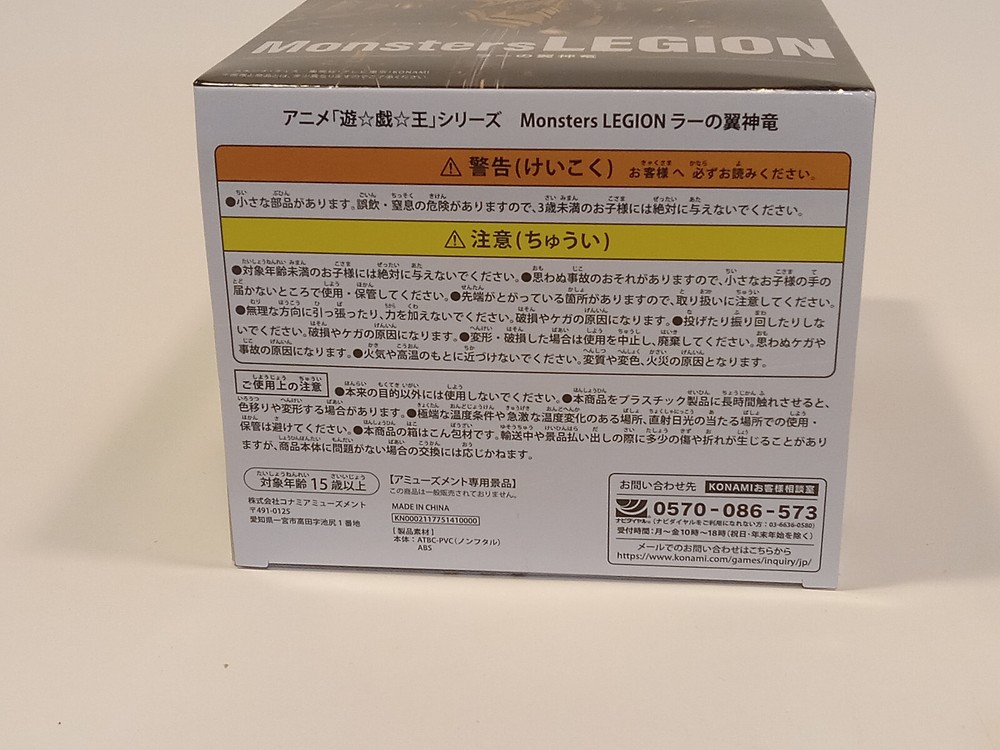 Monsters LEGION
ラーの翼神竜
アニメ「遊☆戯☆王」シリーズ Monsters LEGION ラーの翼神竜
⚠ 警告(けいこく) お客様へ 必ずお読みください。
●小さな部品があります。誤飲・窒息の危険がありますので、3歳未満のお子様には絶対に与えないでください。
⚠ 注意(ちゅうい)
●対象年齢未満のお子様には絶対に与えないでください。●思わぬ事故のおそれがありますので、小さなお子様の手の
届かないところで使用・保管してください。●先端がとがっている箇所がありますので、取り扱いに注意してください。
●無理な方向に引っ張ったり、力を加えないでください。破損やケガの原因になります。●投げたり振り回したりしな
いでください。破損やケガの原因になります。●変形・破損した場合は使用を中止し、廃棄してください。思わぬケガや
事故の原因になります。●火気や高温のもとに近づけないでください。変質や変色、火災の原因となります。
ご使用上の注意 ●本来の目的以外には使用しないでください。●本商品をプラスチック製品に長時間触れさせると、
色移りや変形する場合があります。●極端な温度条件や急激な温度変化のある場所、直射日光の当たる場所での使用・
保管は避けてください。●本商品の箱はこん包材です。輸送中や景品払い出しの際に多少の傷や折れが生じることがあり
ますが、商品本体に問題がない場合の交換には応じかねます。
対象年齢 15歳以上
株式会社コナミアミューズメント
〒491-0125
愛知県一宮市高田字池尻1番地
【アミューズメント専用景品】
この商品は一般販売されておりません。
MADE IN CHINA
KN0002117751410000
[製品素材]
本体:ATBC-PVC(ノンフタル)
ABS
お問い合わせ先 KONAMIお客様相談室
ナビダイヤル 0570-086-573
(ナビダイヤルをご利用になれない方:03-6636-0580)
受付時間:月〜金10時〜18時(祝日・年末年始を除く)
メールでのお問い合わせはこちらから
https://www.konami.com/games/inquiry/jp/